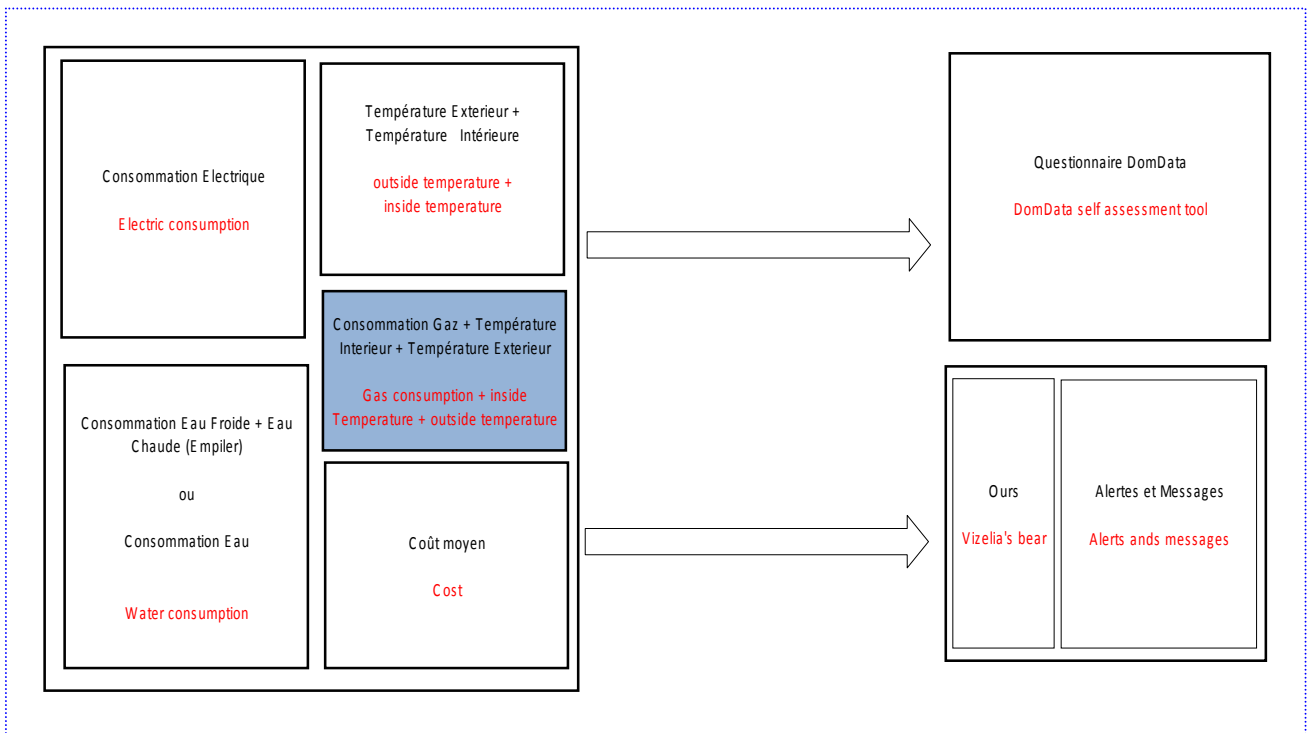 Consommation Electrique
Electric consumption
Température Exterieur +
Température Intérieure
outside temperature +
inside temperature
Consommation Gaz + Température
Interieur + Température Exterieur
Gas consumption + inside
Temperature + outside temperature
Consommation Eau Froide + Eau
Chaude (Empiler)
ou
Consommation Eau
Water consumption
Coût moyen
Cost
Questionnaire DomData
DomData self assessment tool
Ours
Vizelia's bear
Alertes et Messages
Alerts ands messages